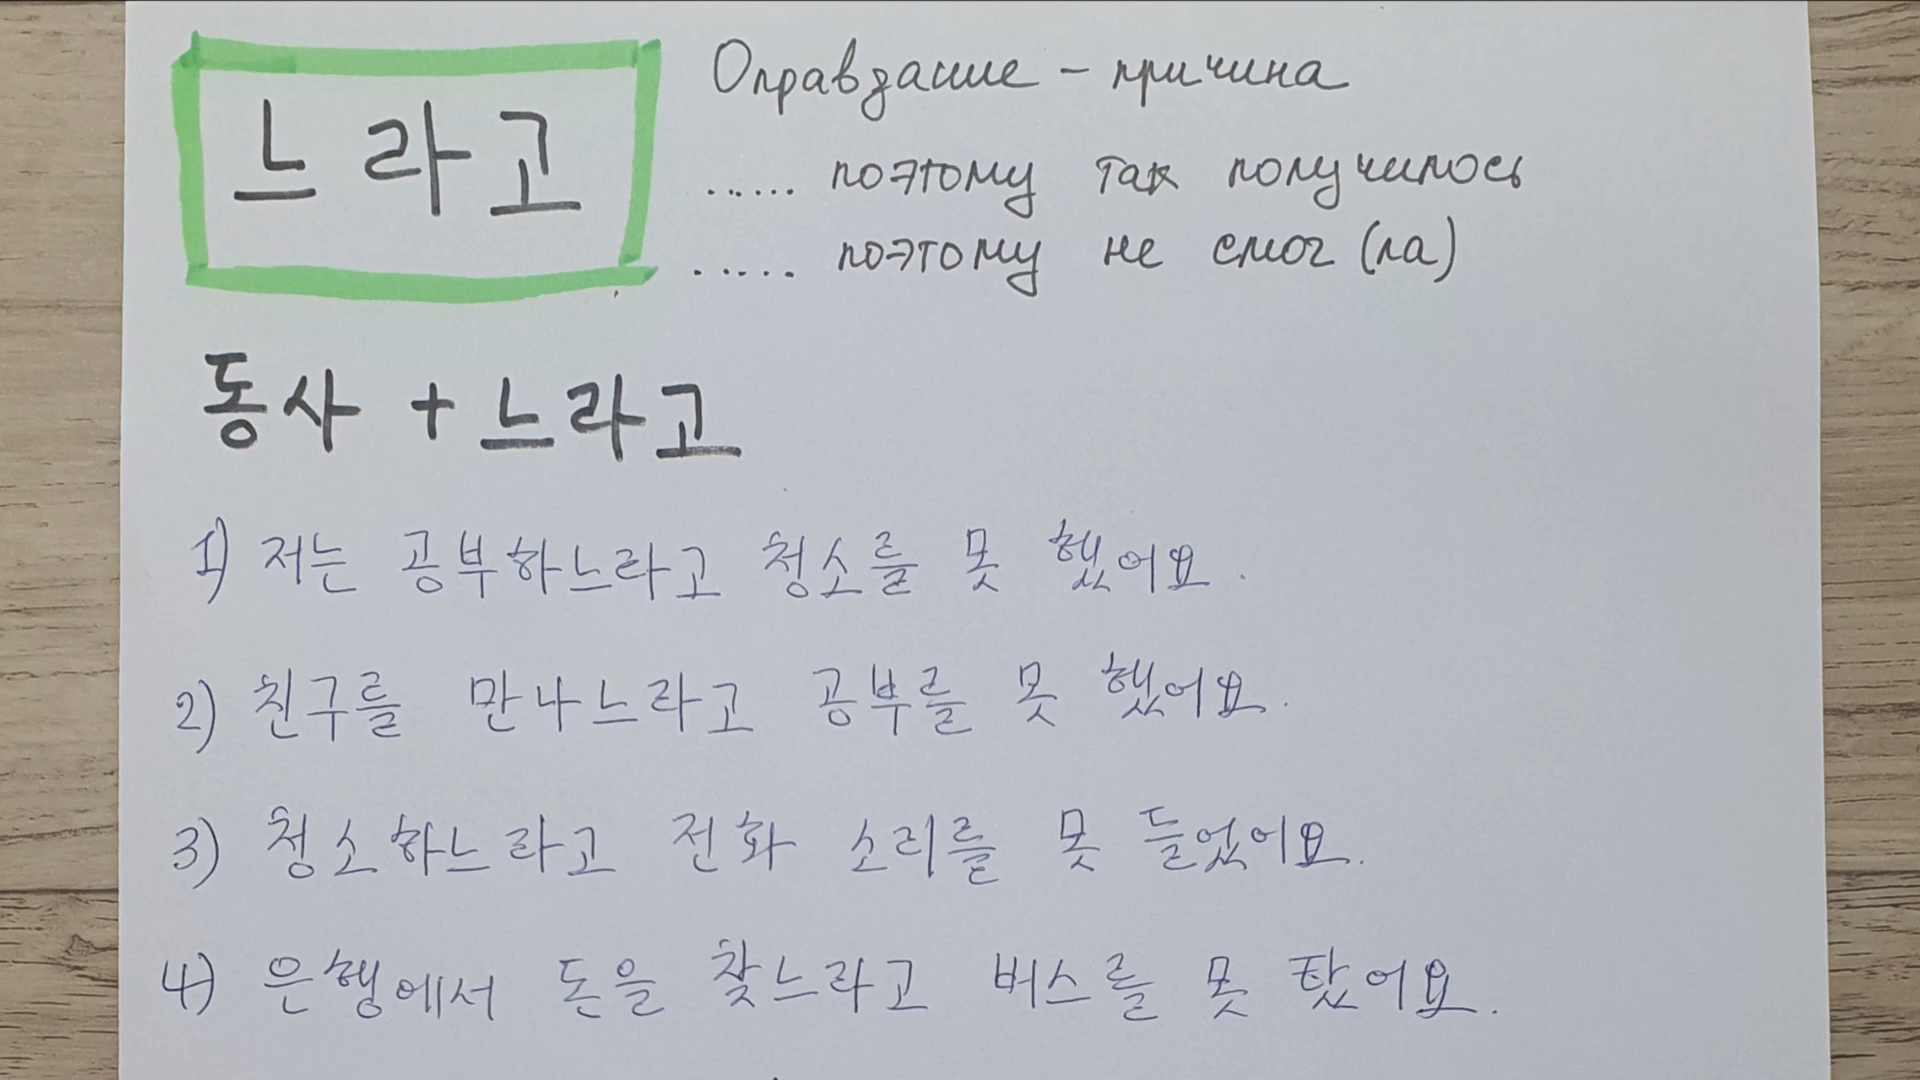 느라고
Оправдание - причина
...... поэтому так получилось
..... поэтому не смог (ла)
동사 + 느라고
1) 저는 공부하느라고 청소를 못 했어요.
2) 친구를 만나느라고 공부를 못 했어요.
3) 청소하느라고 전화 소리를 못 들었어요.
4) 은행에서 돈을 찾느라고 버스를 못 탔어요.